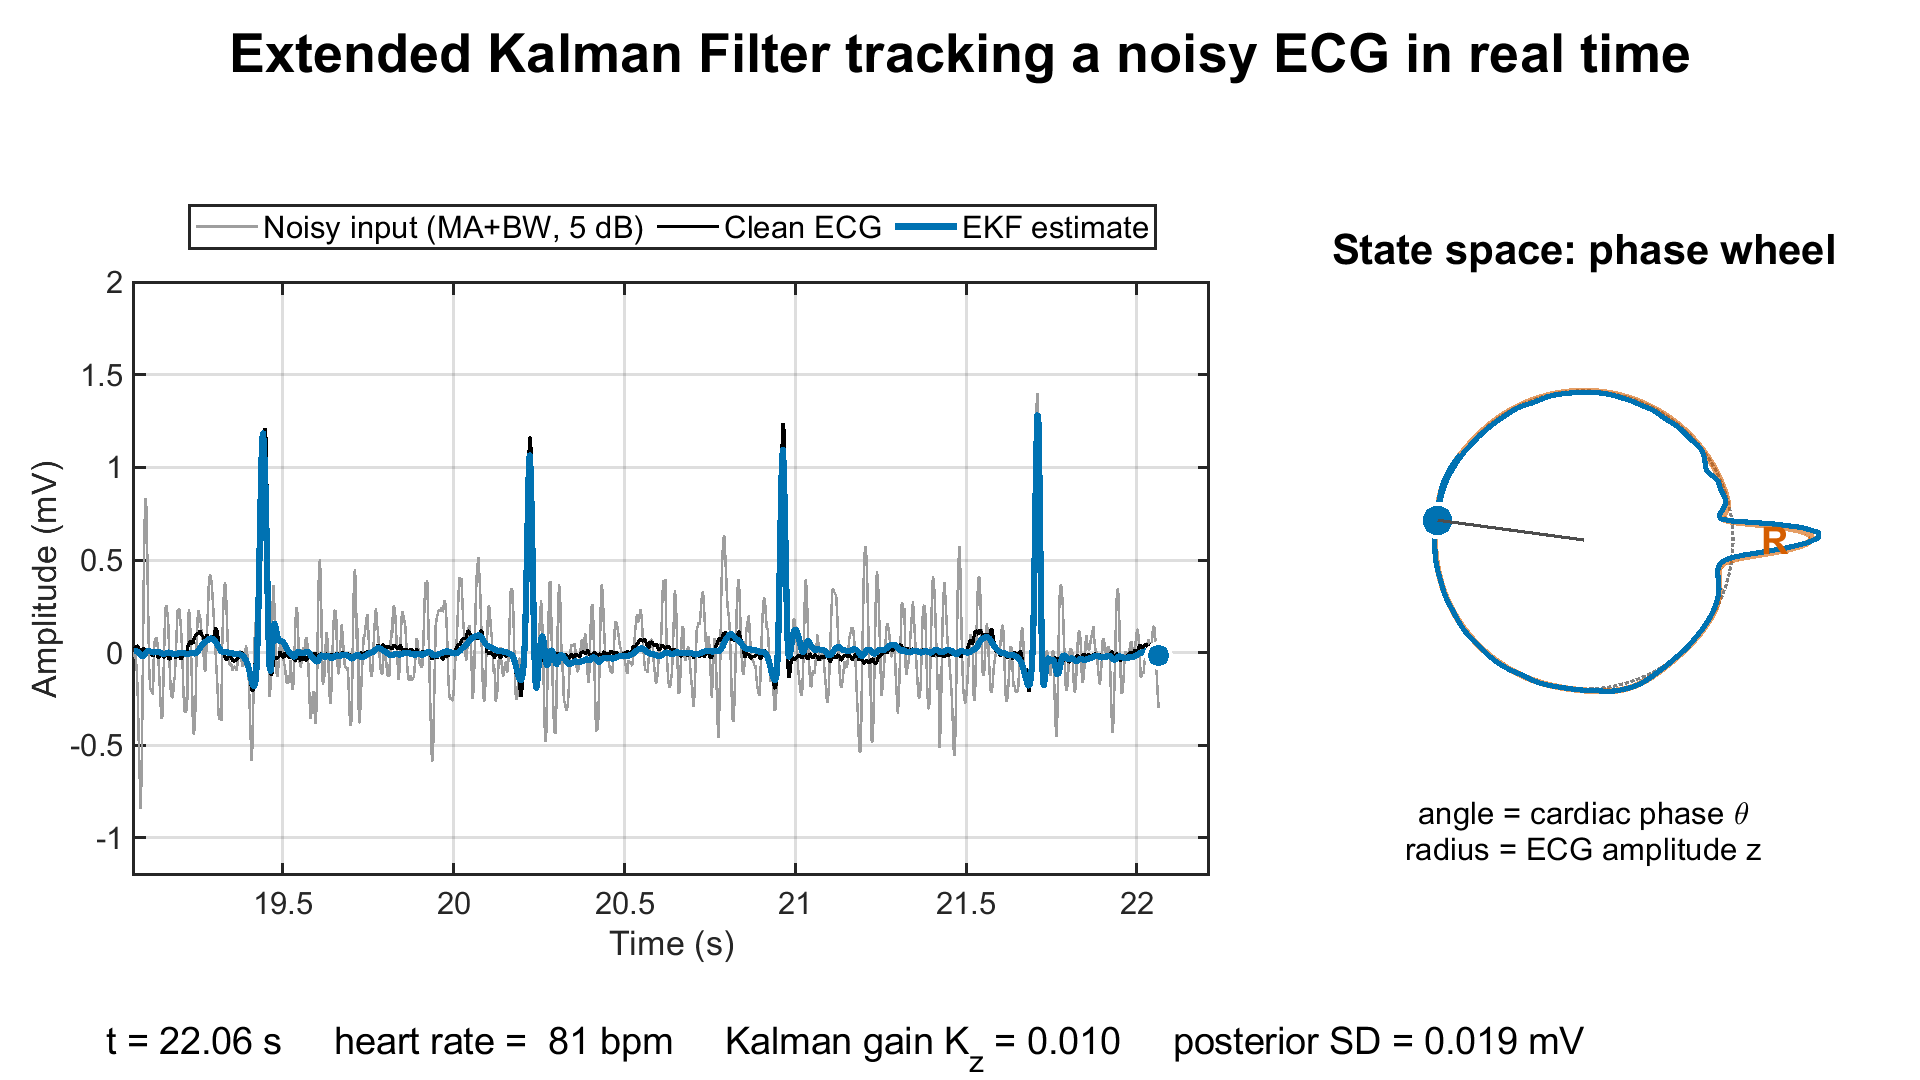 Extended Kalman Filter tracking a noisy ECG in real time
Noisy input (MA+BW, 5 dB) Clean ECG EKF estimate
State space: phase wheel
2
1.5
1
0.5
0
-0.5
-1
Amplitude (mV)
19.5 20 20.5 21 21.5 22
Time (s)
R
angle = cardiac phase θ
radius = ECG amplitude z
t = 22.06 s heart rate = 81 bpm Kalman gain K_z = 0.010 posterior SD = 0.019 mV